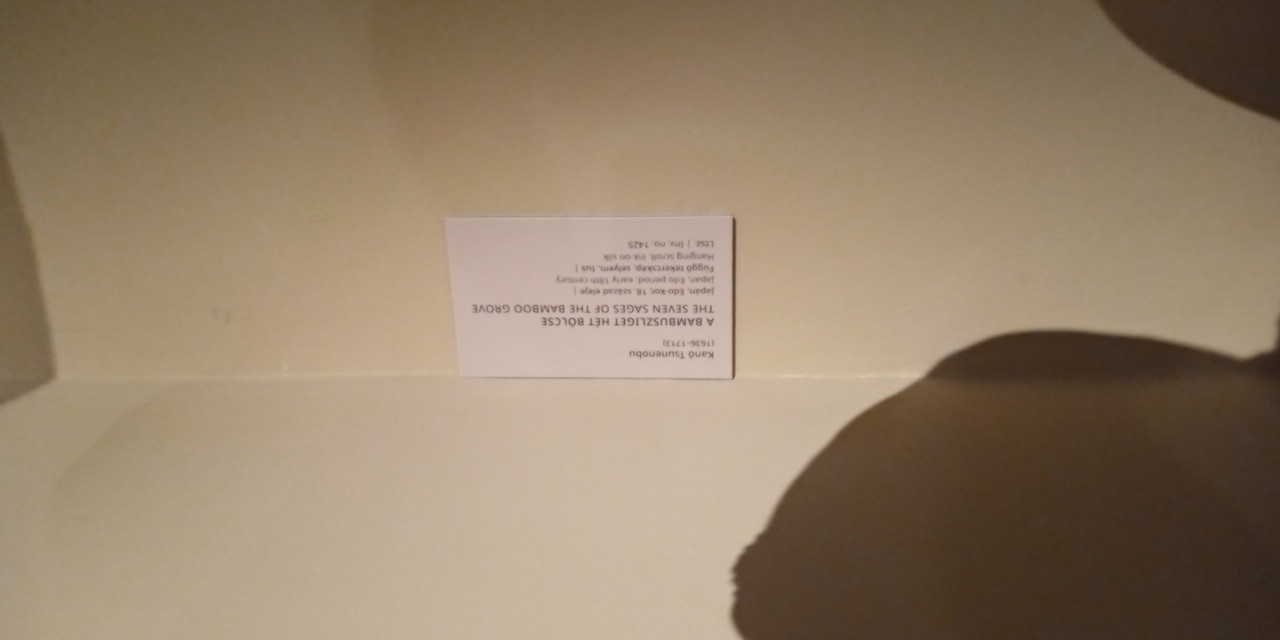 Kanō Tsunenobu
(1636–1713)
A BAMBUSZLIGET HÉT BÖLCSE
THE SEVEN SAGES OF THE BAMBOO GROVE
Japán, Edo-kor, 18. század eleje |
Japan, Edo period, early 18th century
Függő tekercskép, selyem, tus |
Hanging scroll, ink on silk
Ltsz. | Inv. no. 1425